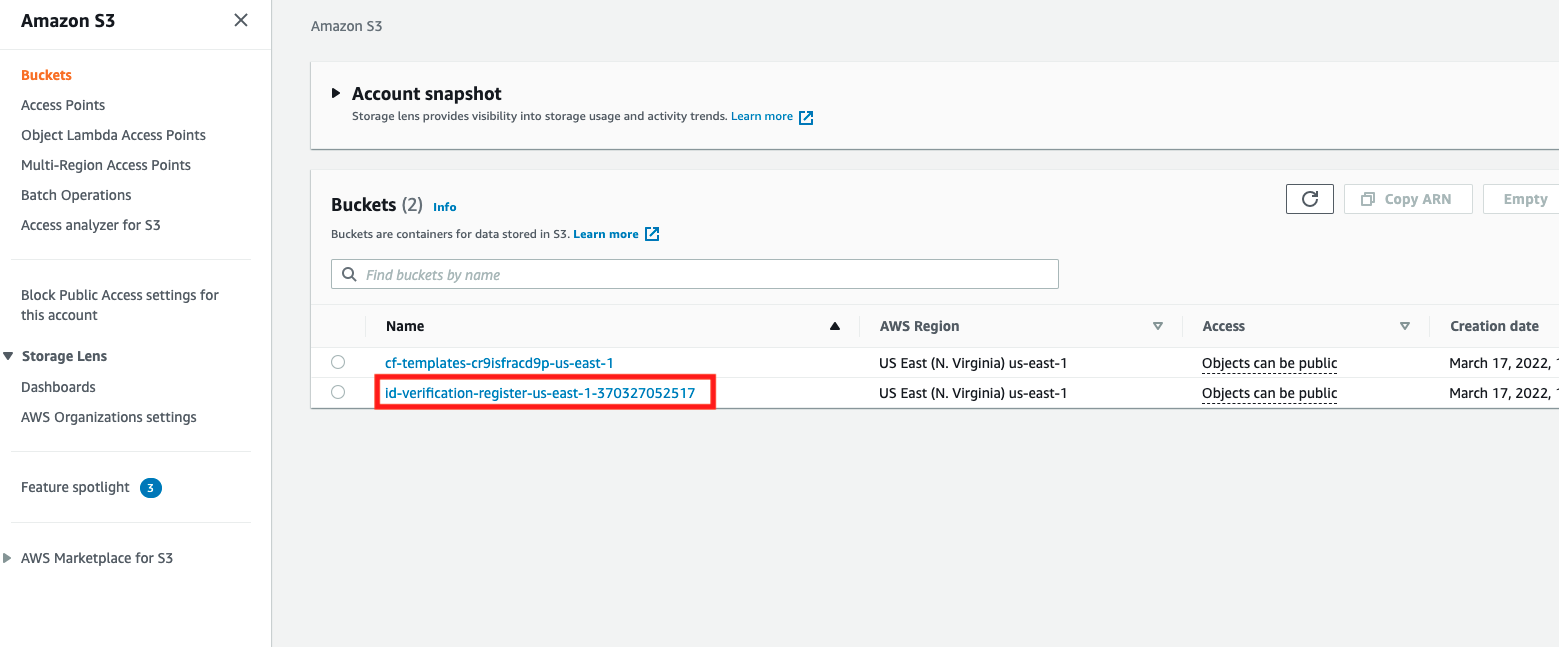 Amazon S3
Buckets
Access Points
Object Lambda Access Points
Multi-Region Access Points
Batch Operations
Access analyzer for S3
Block Public Access settings for
this account
Storage Lens
Dashboards
AWS Organizations settings
Feature spotlight 3
AWS Marketplace for S3
Amazon S3
Account snapshot
Storage lens provides visibility into storage usage and activity trends. Learn more
Buckets (2) Info
Copy ARN
Empty
Buckets are containers for data stored in S3. Learn more
Find buckets by name
Name AWS Region Access Creation date
cf-templates-cr9isfracd9p-us-east-1 US East (N. Virginia) us-east-1 Objects can be public March 17, 2022,
id-verification-register-us-east-1-370327052517 US East (N. Virginia) us-east-1 Objects can be public March 17, 2022,